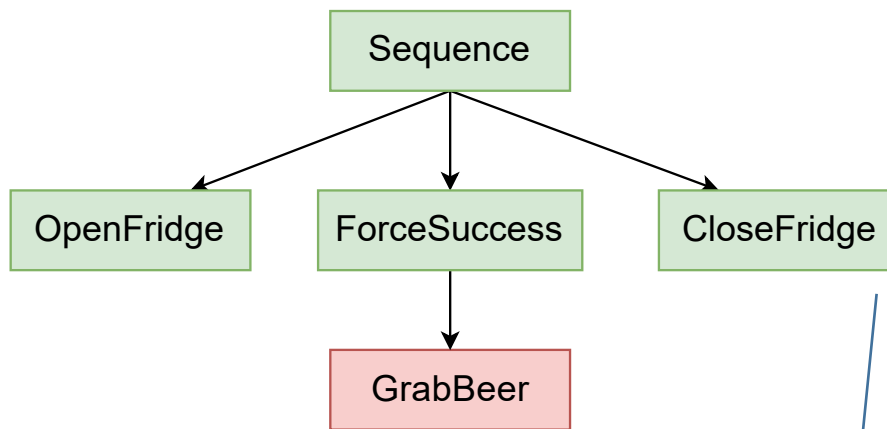 Sequence
OpenFridge
ForceSuccess
CloseFridge
GrabBeer